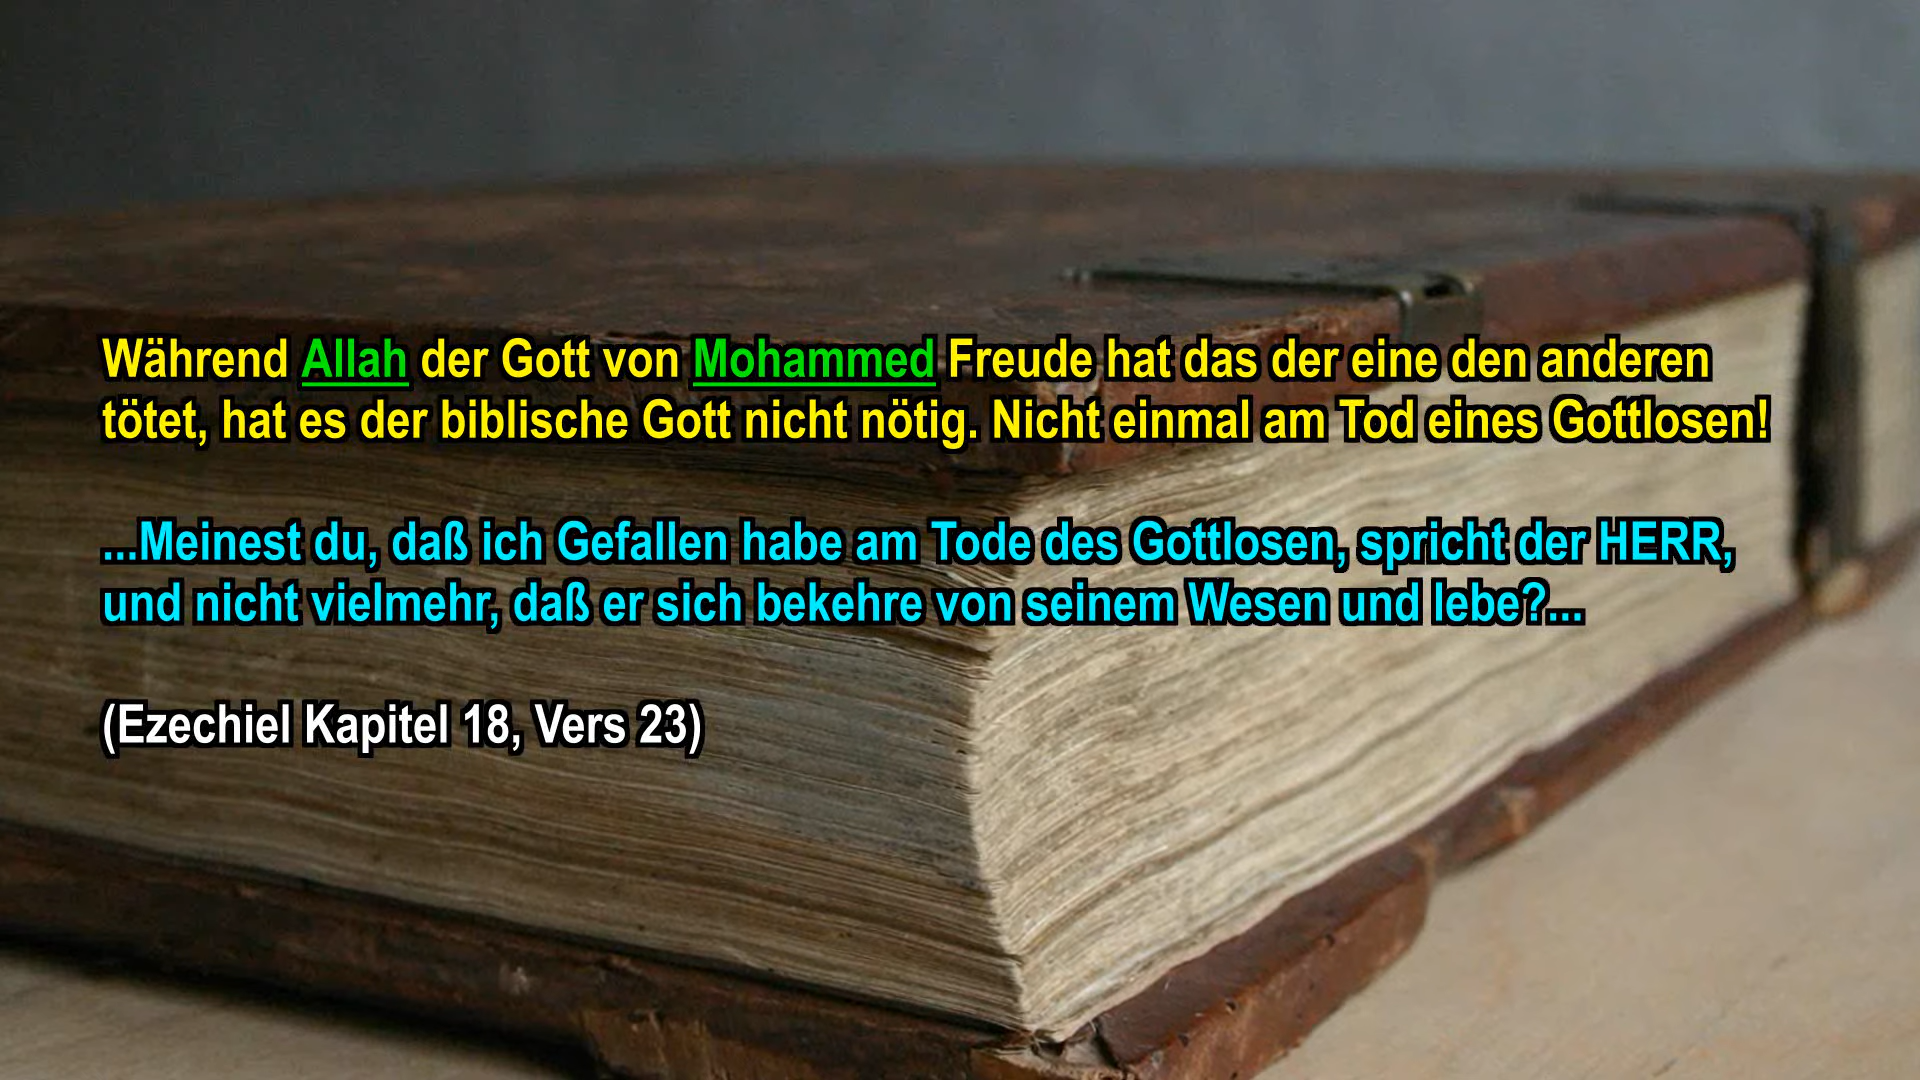 Während Allah der Gott von Mohammed Freude hat das der eine den anderen
tötet, hat es der biblische Gott nicht nötig. Nicht einmal am Tod eines Gottlosen!
...Meinest du, daß ich Gefallen habe am Tode des Gottlosen, spricht der HERR,
und nicht vielmehr, daß er sich bekehre von seinem Wesen und lebe?...
(Ezechiel Kapitel 18, Vers 23)